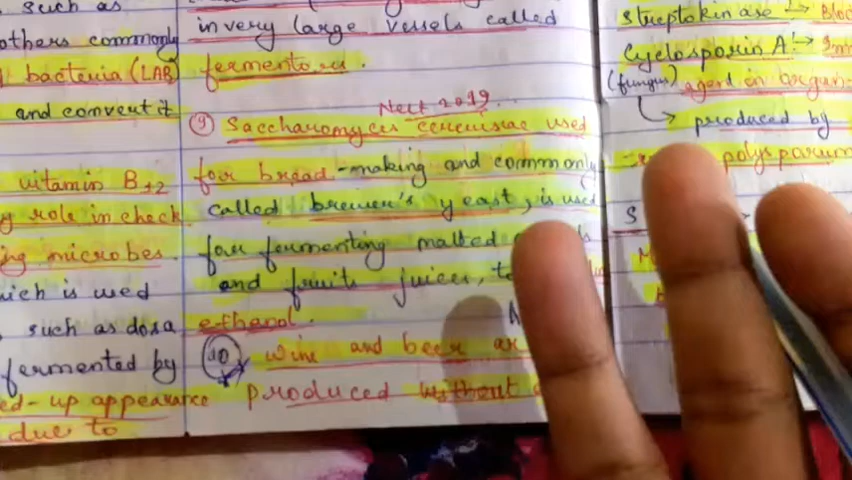 such as
others commonly
bacteria (LAB)
and convert it
vitamin B12
role in check
ing microbes.
which is used
such as dosa
fermented by
ed-up appearance
due to
in very large vessels called
fermentors.
Neet 2019.
9 Saccharomyces cerevisiae used
for bread-making and commonly
called brewer's yeast, is used
for fermenting malted
and fruit juices, to
ethanol.
10 Wine and beer
produced without
streptokinase →
Cyclosporin A →
(fungus) agent in organ-
produced by
polysporum
S